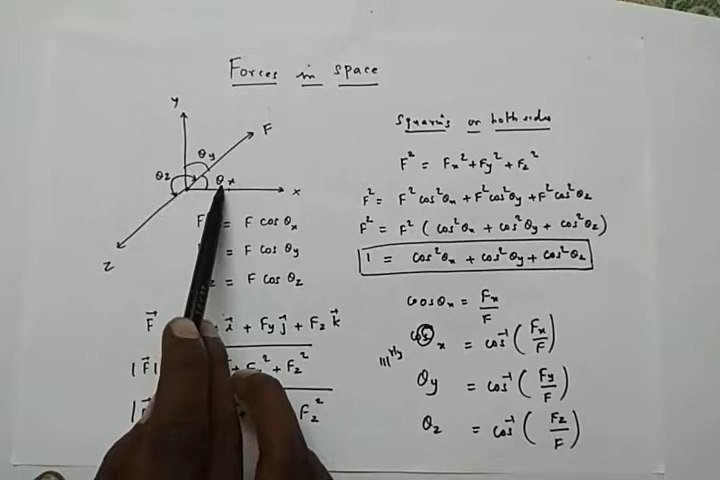 Forces in space
y
F
θy
θz
θx
x
z
F
= F cos θx
= F cos θy
= F cos θz
F⃗ i⃗ + Fy j⃗ + Fz k⃗
|F⃗| + Fz²
Fz²
Squaring on both sides
F² = Fx² + Fy² + Fz²
F² = F² cos²θx + F² cos²θy + F² cos²θz
F² = F² ( cos²θx + cos²θy + cos²θz )
1 = cos²θx + cos²θy + cos²θz
cos θx = Fx/F
θx = cos⁻¹ ( Fx/F )
|||ly
θy = cos⁻¹ ( Fy/F )
θz = cos⁻¹ ( Fz/F )